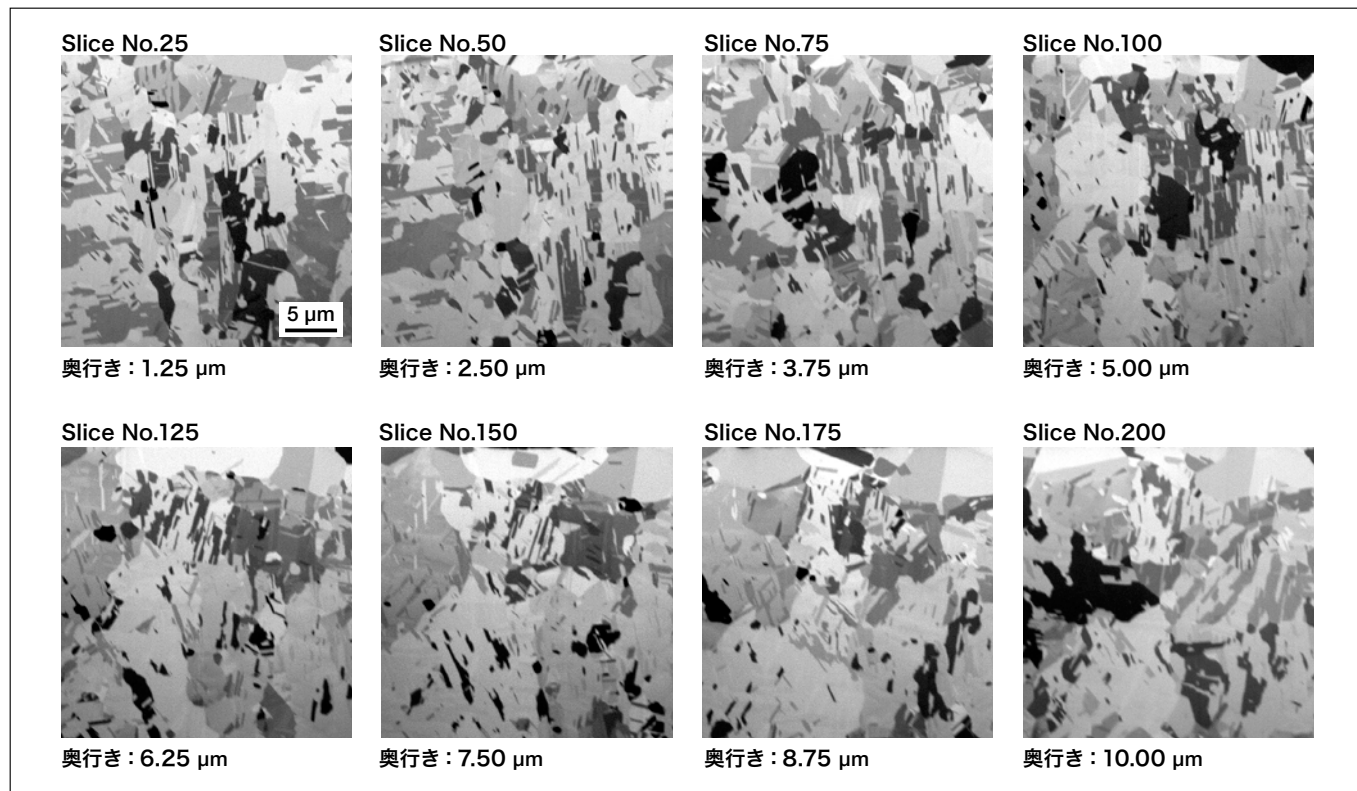 Slice No.25
Slice No.50
Slice No.75
Slice No.100
5 µm
奥行き：1.25 µm
奥行き：2.50 µm
奥行き：3.75 µm
奥行き：5.00 µm
Slice No.125
Slice No.150
Slice No.175
Slice No.200
奥行き：6.25 µm
奥行き：7.50 µm
奥行き：8.75 µm
奥行き：10.00 µm